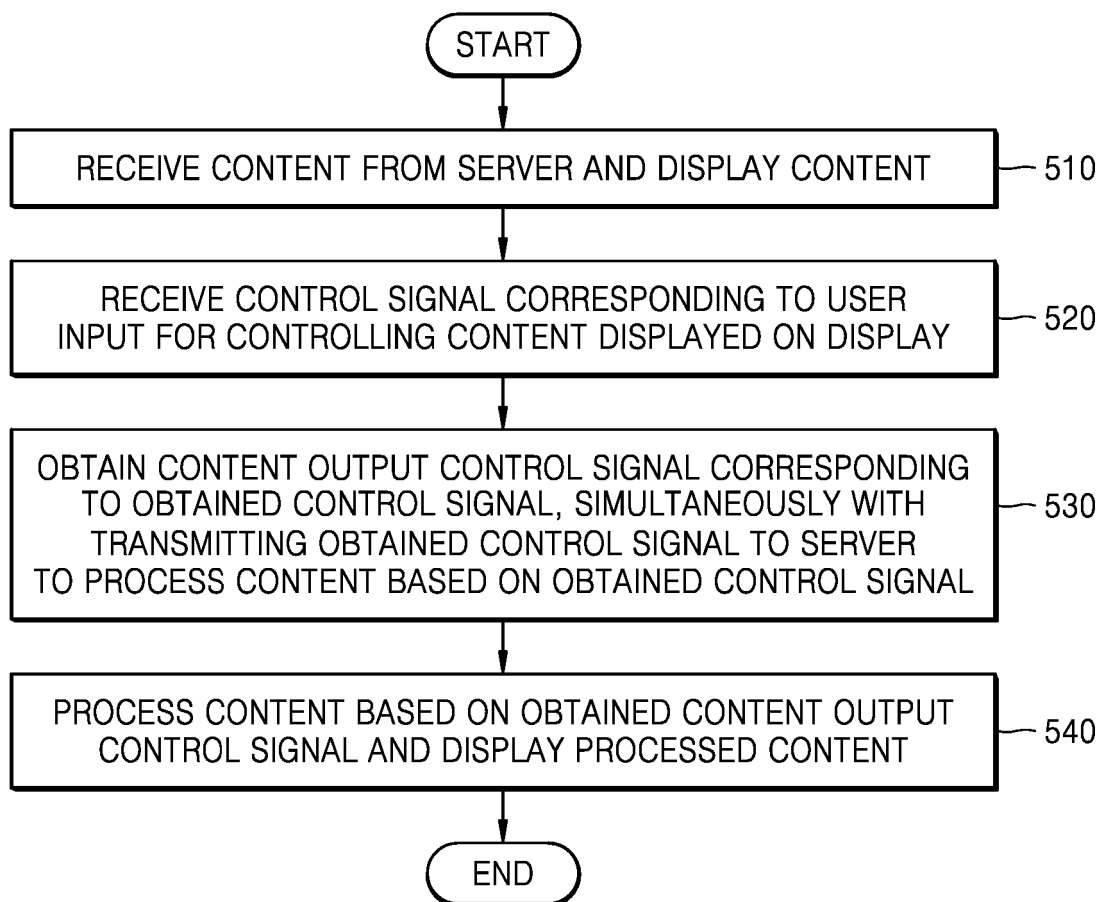 START
RECEIVE CONTENT FROM SERVER AND DISPLAY CONTENT
510
RECEIVE CONTROL SIGNAL CORRESPONDING TO USER
INPUT FOR CONTROLLING CONTENT DISPLAYED ON DISPLAY
520
OBTAIN CONTENT OUTPUT CONTROL SIGNAL CORRESPONDING
TO OBTAINED CONTROL SIGNAL, SIMULTANEOUSLY WITH
TRANSMITTING OBTAINED CONTROL SIGNAL TO SERVER
TO PROCESS CONTENT BASED ON OBTAINED CONTROL SIGNAL
530
PROCESS CONTENT BASED ON OBTAINED CONTENT OUTPUT
CONTROL SIGNAL AND DISPLAY PROCESSED CONTENT
540
END